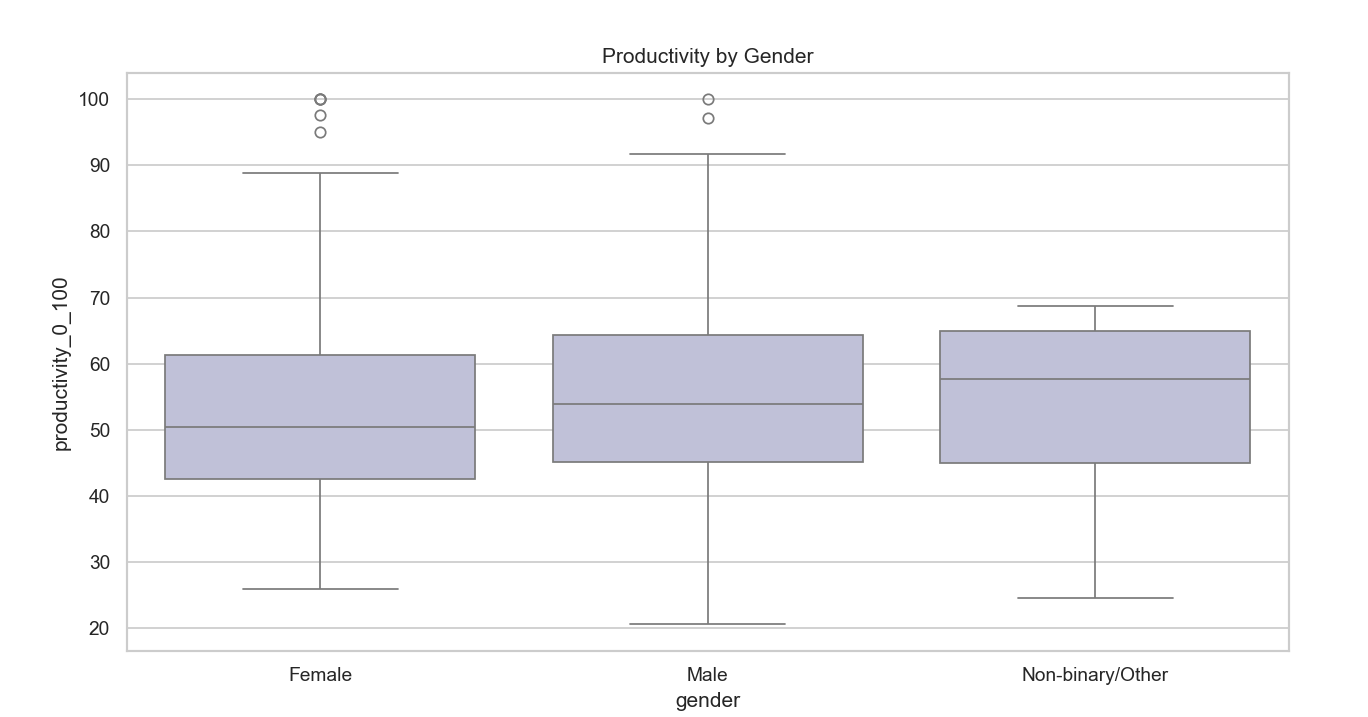 Productivity by Gender
productivity_0_100
100
90
80
70
60
50
40
30
20
Female
Male
Non-binary/Other
gender